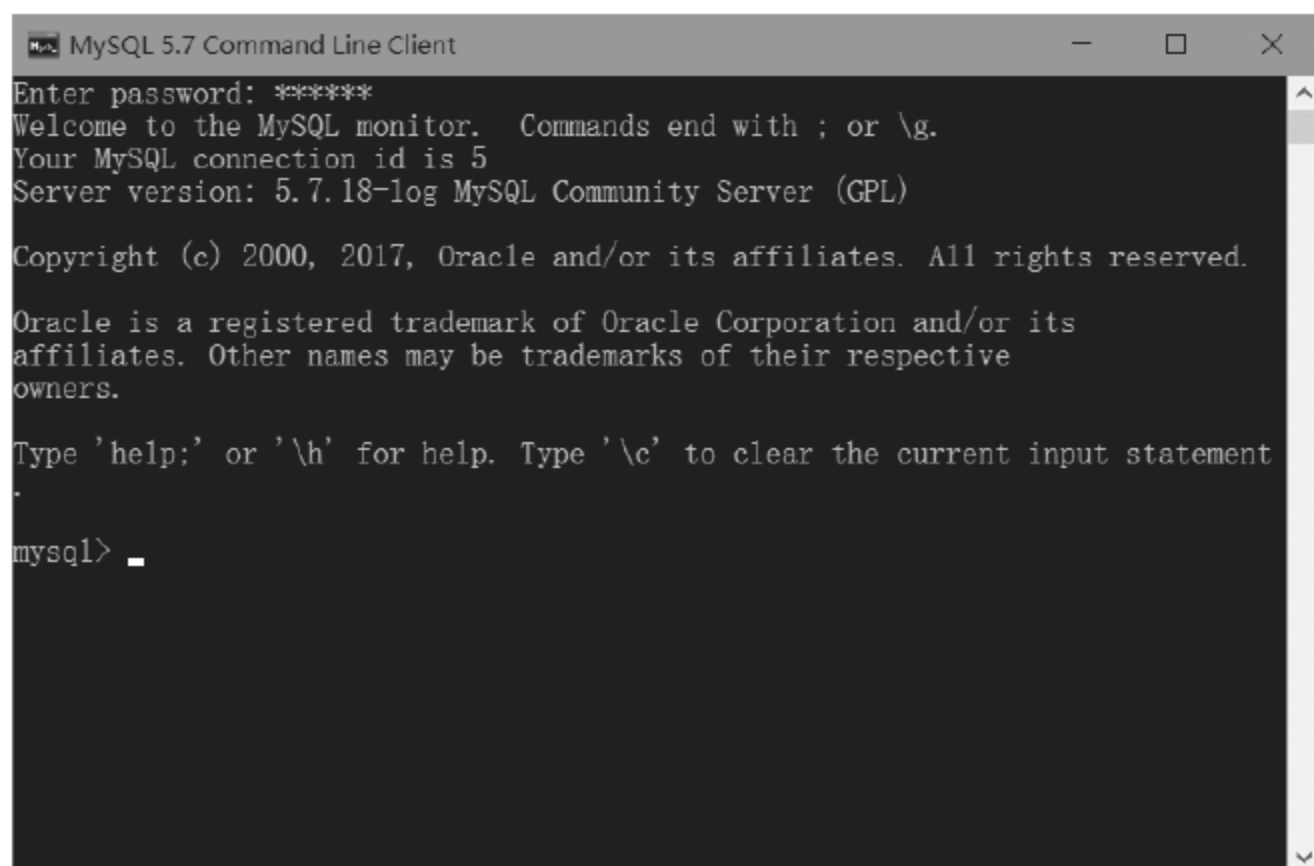 MySQL 5.7 Command Line Client
Enter password: ******
Welcome to the MySQL monitor.  Commands end with ; or \g.
Your MySQL connection id is 5
Server version: 5.7.18-log MySQL Community Server (GPL)
Copyright (c) 2000, 2017, Oracle and/or its affiliates. All rights reserved.
Oracle is a registered trademark of Oracle Corporation and/or its
affiliates. Other names may be trademarks of their respective
owners.
Type 'help;' or '\h' for help. Type '\c' to clear the current input statement
.
mysql>